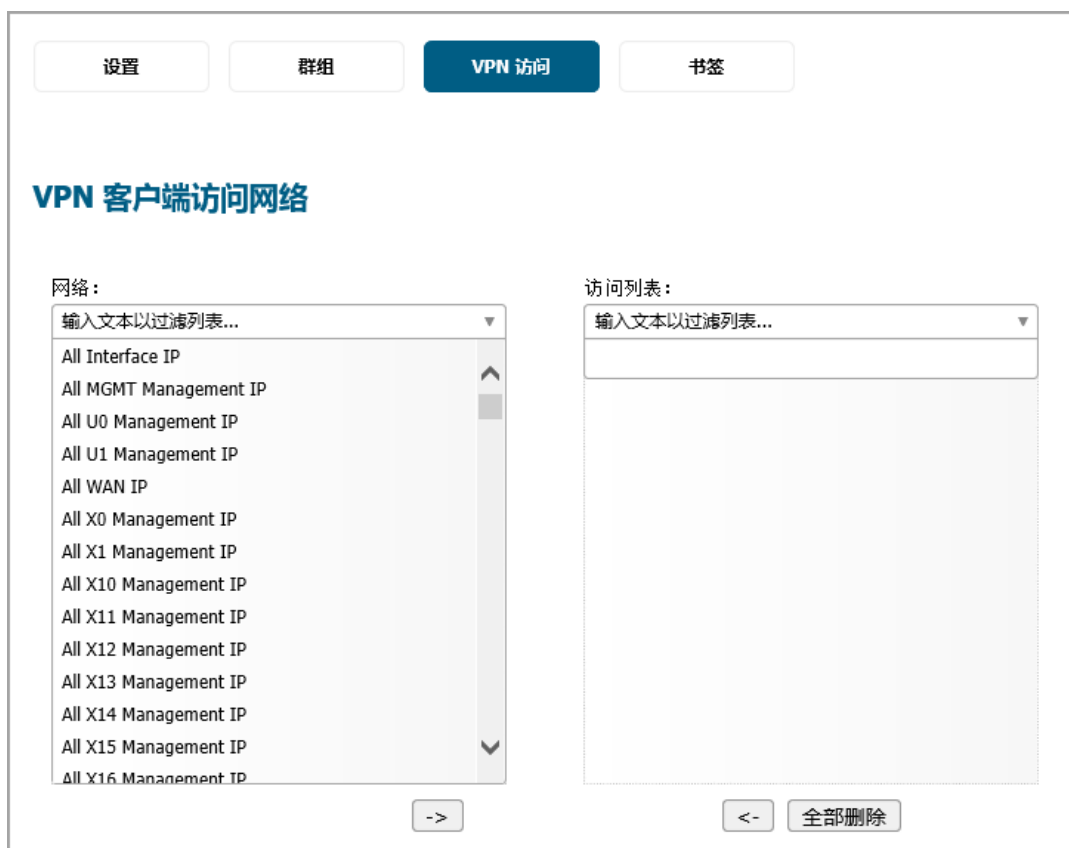 设置 群组 VPN 访问 书签
VPN 客户端访问网络
网络：
输入文本以过滤列表...
All Interface IP
All MGMT Management IP
All U0 Management IP
All U1 Management IP
All WAN IP
All X0 Management IP
All X1 Management IP
All X10 Management IP
All X11 Management IP
All X12 Management IP
All X13 Management IP
All X14 Management IP
All X15 Management IP
All X16 Management IP
->
访问列表：
输入文本以过滤列表...
<- 全部删除